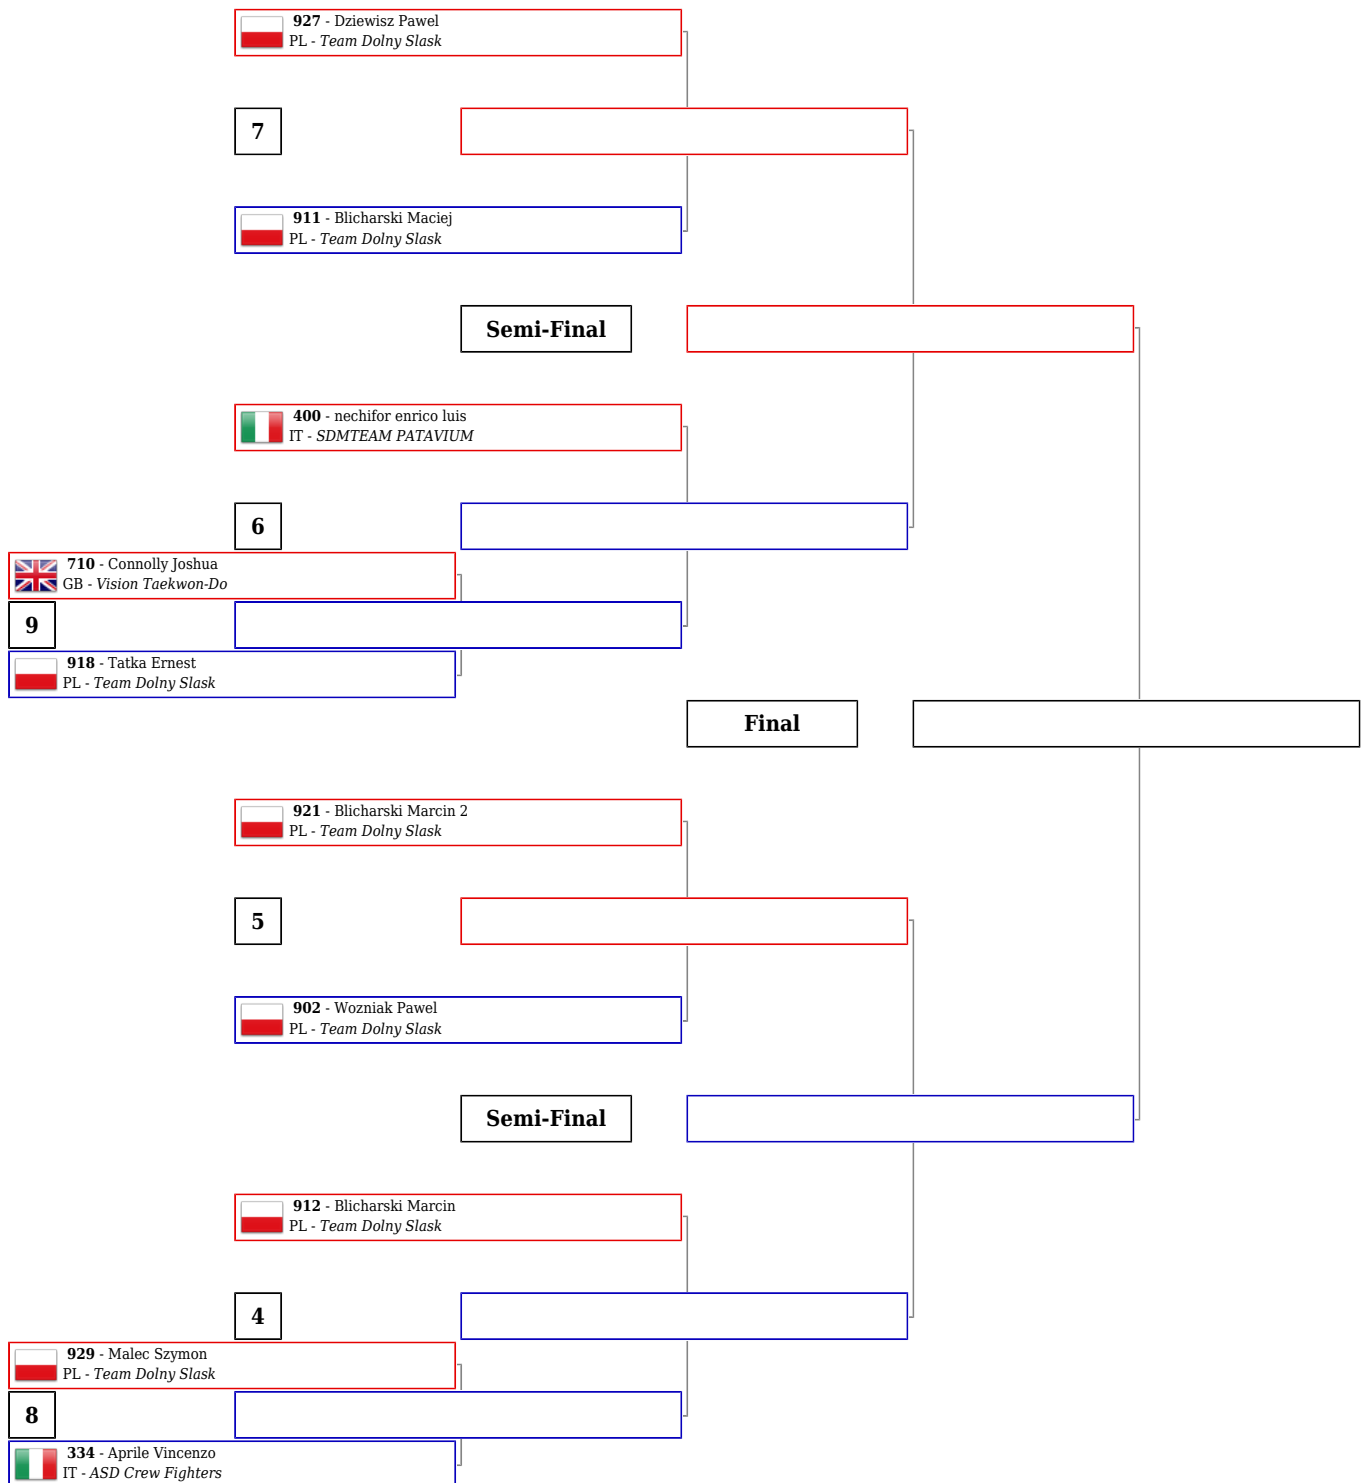 927 - Dziewisz Pawel
PL - Team Dolny Slask
7
911 - Blicharski Maciej
PL - Team Dolny Slask
Semi-Final
400 - nechifor enrico luis
IT - SDMTEAM PATAVIUM
6
710 - Connolly Joshua
GB - Vision Taekwon-Do
9
918 - Tatka Ernest
PL - Team Dolny Slask
Final
921 - Blicharski Marcin 2
PL - Team Dolny Slask
5
902 - Wozniak Pawel
PL - Team Dolny Slask
Semi-Final
912 - Blicharski Marcin
PL - Team Dolny Slask
4
929 - Malec Szymon
PL - Team Dolny Slask
8
334 - Aprile Vincenzo
IT - ASD Crew Fighters